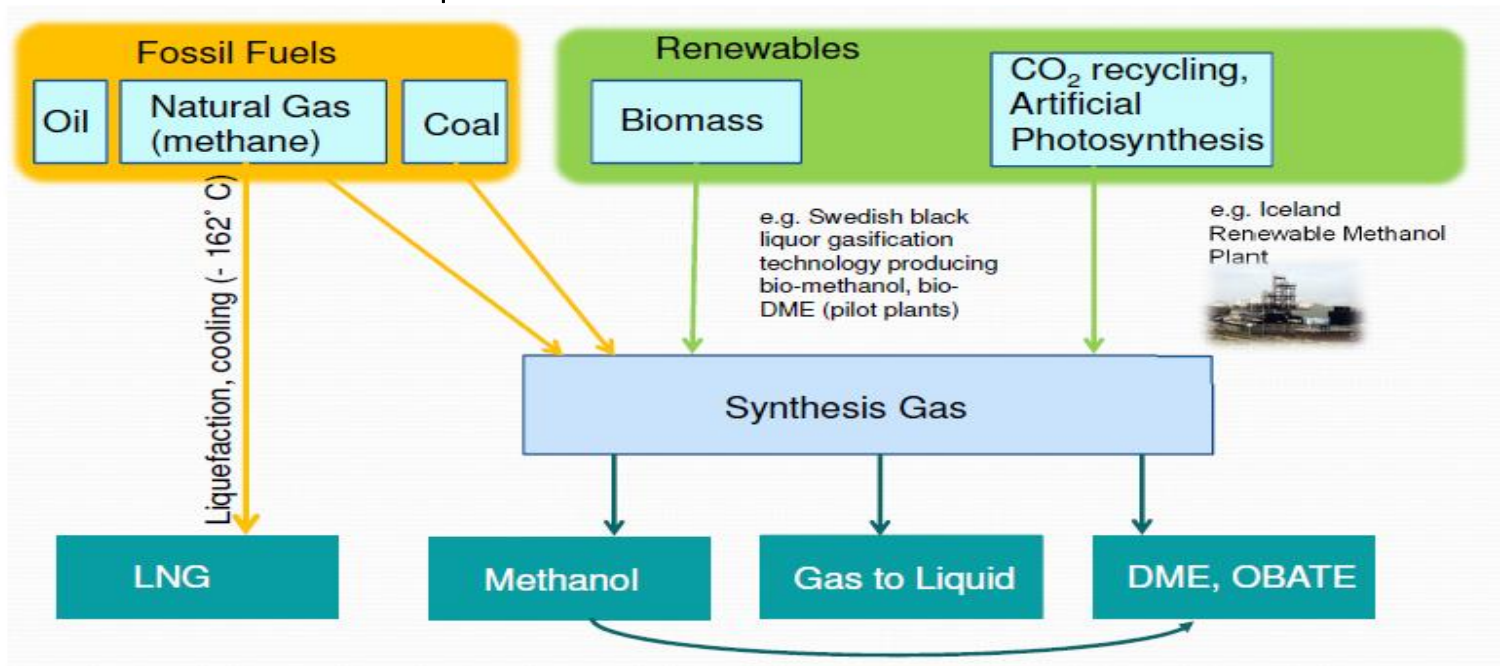 Fossil Fuels
Oil
Natural Gas
(methane)
Coal
Renewables
Biomass
CO₂ recycling,
Artificial
Photosynthesis
Liquefaction, cooling (- 162˚ C)
e.g. Swedish black
liquor gasification
technology producing
bio-methanol, bio-
DME (pilot plants)
e.g. Iceland
Renewable Methanol
Plant
Synthesis Gas
LNG
Methanol
Gas to Liquid
DME, OBATE